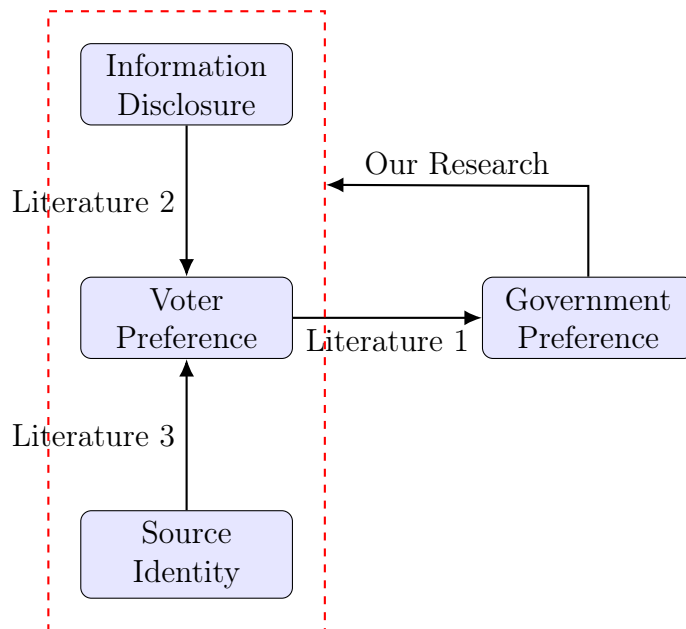 Information
Disclosure
Our Research
Literature 2
Voter
Preference
Government
Preference
Literature 1
Literature 3
Source
Identity